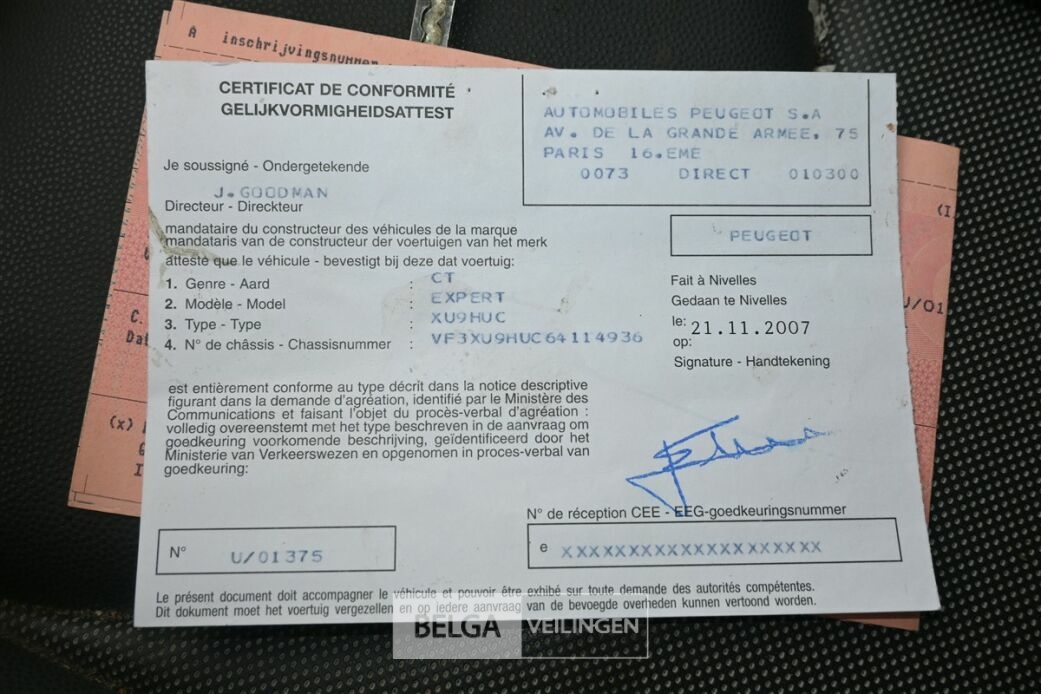 A inschrijvingsnummer
CERTIFICAT DE CONFORMITÉ
GELIJKVORMIGHEIDSATTEST
AUTOMOBILES PEUGEOT S.A
AV. DE LA GRANDE ARMEE, 75
PARIS 16.EME
0073 DIRECT 010300
Je soussigné - Ondergetekende
J.GOODMAN
Directeur - Direckteur
mandataire du constructeur des véhicules de la marque
mandataris van de constructeur der voertuigen van het merk
PEUGEOT
atteste que le véhicule - bevestigt bij deze dat voertuig:
1. Genre - Aard : CT
2. Modèle - Model : EXPERT
3. Type - Type : XU9HUC
4. N° de châssis - Chassisnummer : VF3XU9HUC64114936
Fait à Nivelles
Gedaan te Nivelles
le: 21.11.2007
op:
Signature - Handtekening
est entièrement conforme au type décrit dans la notice descriptive
figurant dans la demande d'agréation, identifié par le Ministère des
Communications et faisant l'objet du procès-verbal d'agréation :
volledig overeenstemt met het type beschreven in de aanvraag om
goedkeuring voorkomende beschrijving, geïdentificeerd door het
Ministerie van Verkeerswezen en opgenomen in proces-verbal van
goedkeuring:
N° U/01375
N° de réception CEE - EEG-goedkeuringsnummer
e XXXXXXXXXXXXXXXXXXXX
Le présent document doit accompagner le véhicule et pouvoir être exhibé sur toute demande des autorités compétentes.
Dit dokument moet het voertuig vergezellen en op iedere aanvraag van de bevoegde overheden kunnen vertoond worden.
C.
(x)
(I.
U/01
BELGA VEILINGEN